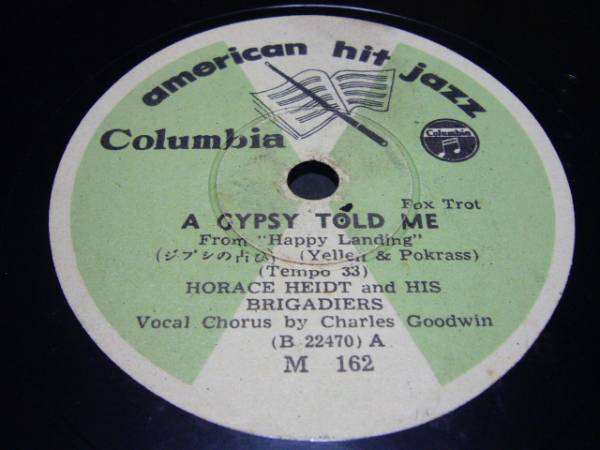 american hit jazz
Columbia
Columbia
Fox Trot
A GYPSY TOLD ME
From "Happy Landing"
(ジプシの占ひ) (Yellen & Pokrass)
(Tempo 33)
HORACE HEIDT and HIS
BRIGADIERS
Vocal Chorus by Charles Goodwin
(B 22470) A
M 162